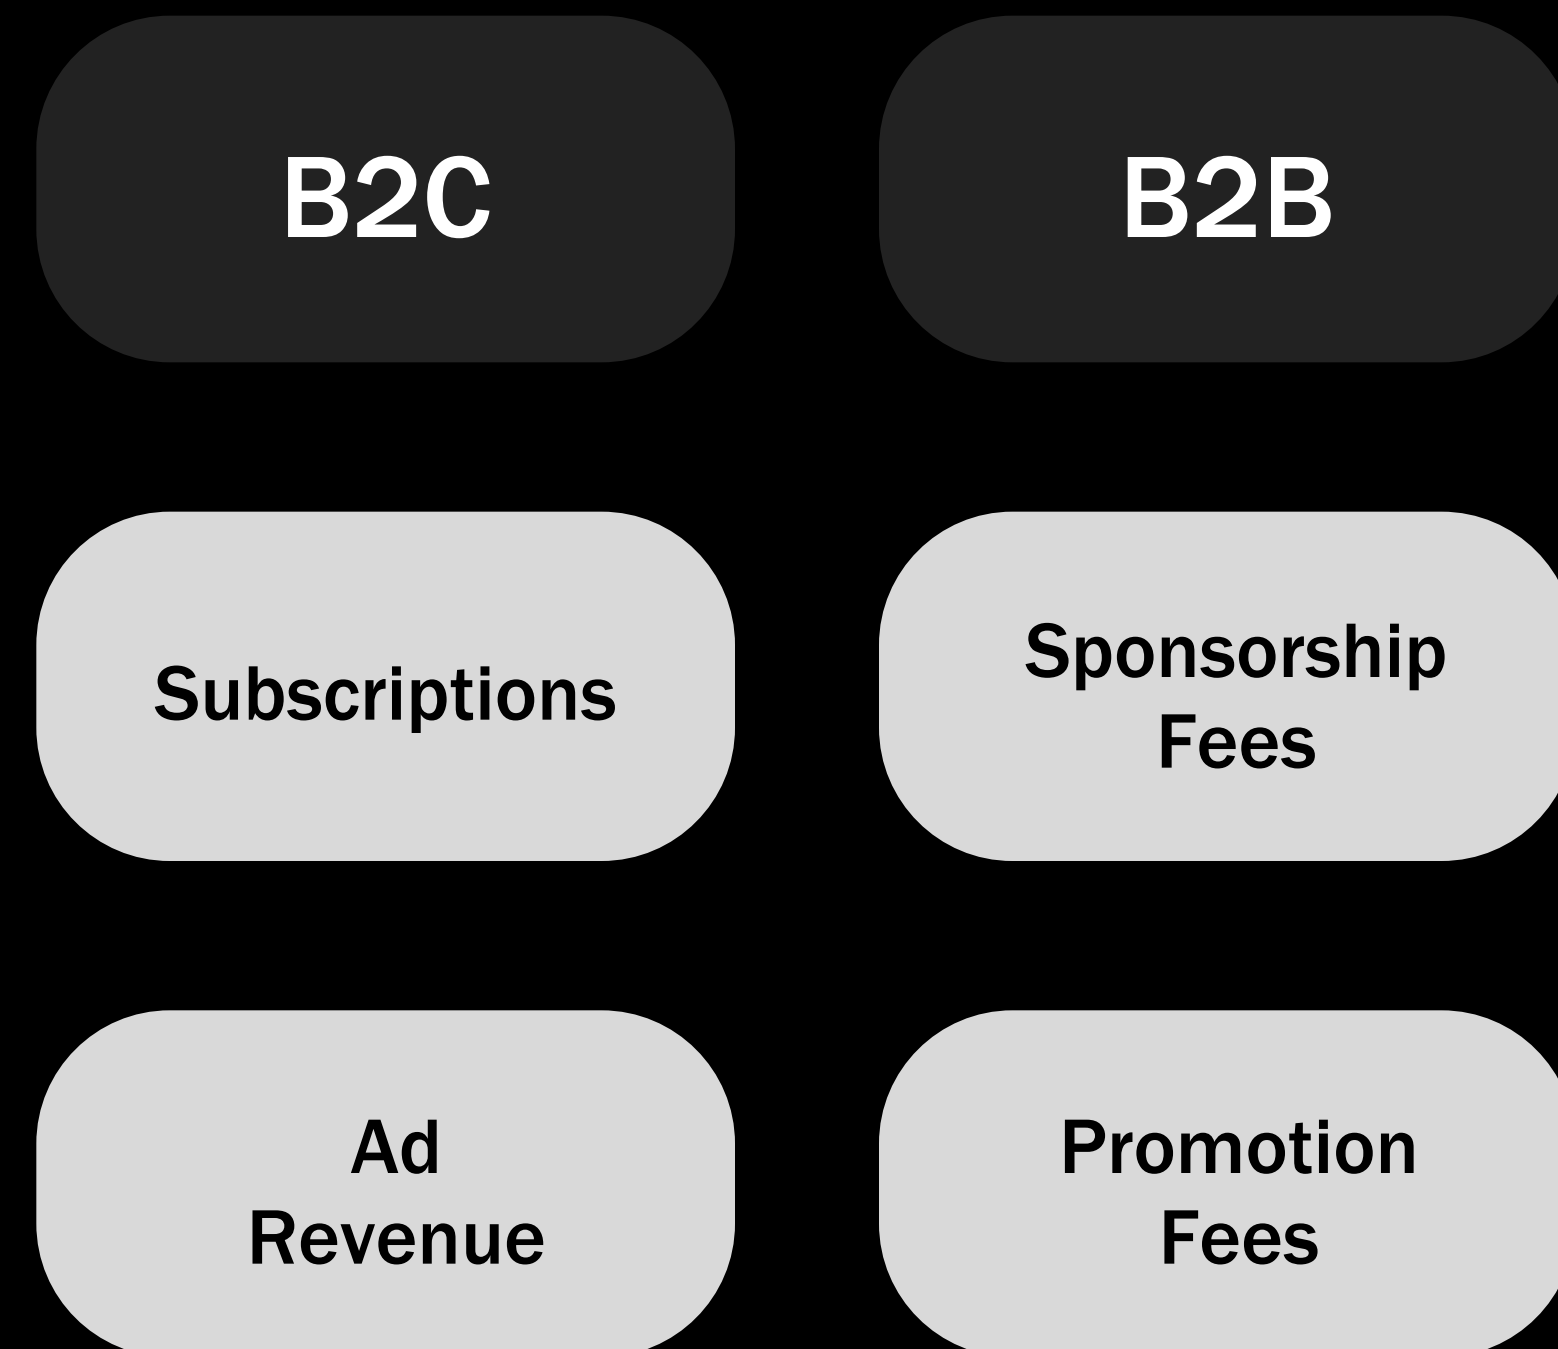 B2C
B2B
Subscriptions
Sponsorship
Fees
Ad
Revenue
Promotion
Fees